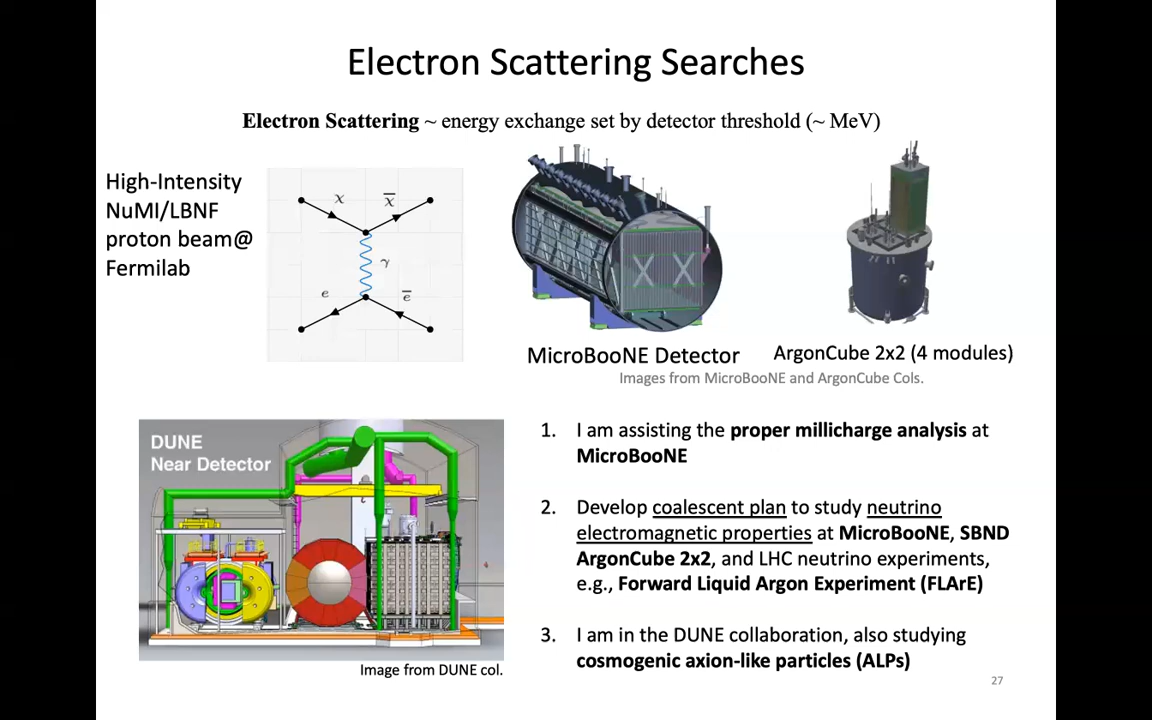 Electron Scattering Searches
Electron Scattering ~ energy exchange set by detector threshold (~ MeV)
High-Intensity
NuMI/LBNF
proton beam@
Fermilab
χ
χ̅
γ
e
e̅
MicroBooNE Detector
ArgonCube 2x2 (4 modules)
Images from MicroBooNE and ArgonCube Cols.
DUNE
Near Detector
Image from DUNE col.
1. I am assisting the proper millicharge analysis at
MicroBooNE
2. Develop coalescent plan to study neutrino
electromagnetic properties at MicroBooNE, SBND
ArgonCube 2x2, and LHC neutrino experiments,
e.g., Forward Liquid Argon Experiment (FLArE)
3. I am in the DUNE collaboration, also studying
cosmogenic axion-like particles (ALPs)
27